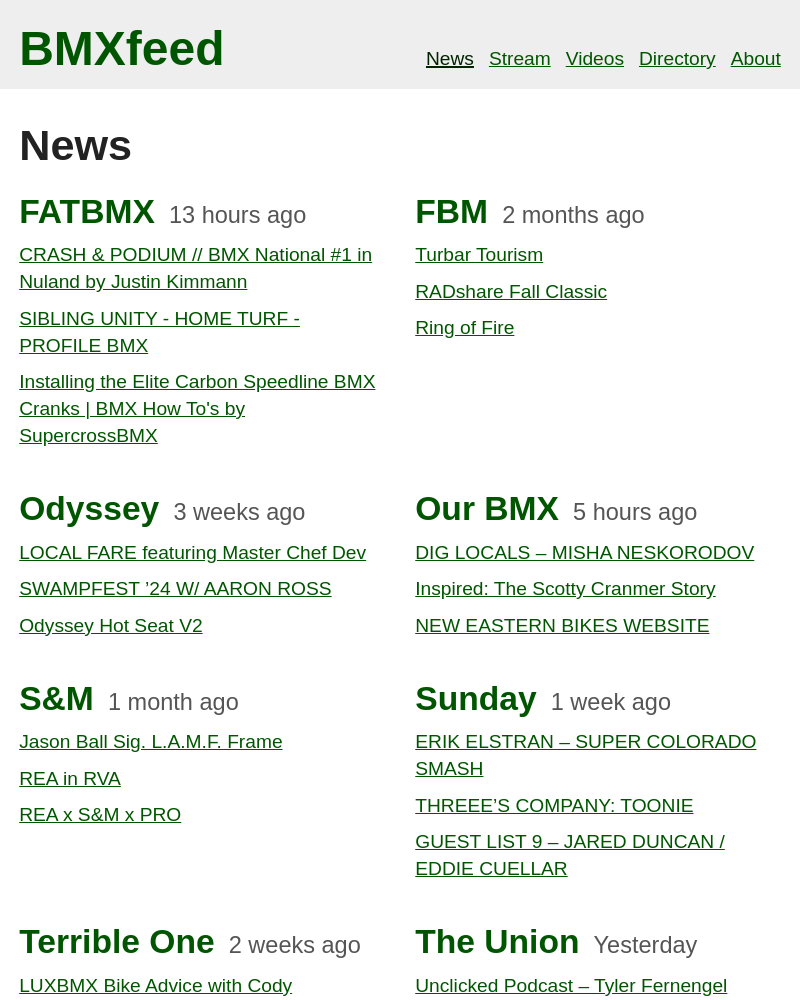 BMXfeed
News Stream Videos Directory About
News
FATBMX 13 hours ago
CRASH & PODIUM // BMX National #1 in
Nuland by Justin Kimmann
SIBLING UNITY - HOME TURF -
PROFILE BMX
Installing the Elite Carbon Speedline BMX
Cranks | BMX How To's by
SupercrossBMX
FBM 2 months ago
Turbar Tourism
RADshare Fall Classic
Ring of Fire
Odyssey 3 weeks ago
LOCAL FARE featuring Master Chef Dev
SWAMPFEST ’24 W/ AARON ROSS
Odyssey Hot Seat V2
Our BMX 5 hours ago
DIG LOCALS – MISHA NESKORODOV
Inspired: The Scotty Cranmer Story
NEW EASTERN BIKES WEBSITE
S&M 1 month ago
Jason Ball Sig. L.A.M.F. Frame
REA in RVA
REA x S&M x PRO
Sunday 1 week ago
ERIK ELSTRAN – SUPER COLORADO
SMASH
THREEE’S COMPANY: TOONIE
GUEST LIST 9 – JARED DUNCAN /
EDDIE CUELLAR
Terrible One 2 weeks ago
LUXBMX Bike Advice with Cody
The Union Yesterday
Unclicked Podcast – Tyler Fernengel